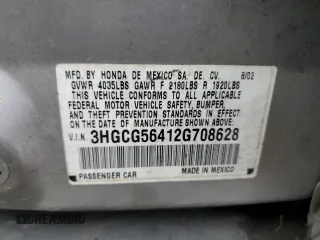 MFD. BY HONDA DE MEXICO SA. DE. CV. 8/02
GVWR 4035LBS GAWR F 2180LBS R 1920LBS
THIS VEHICLE CONFORMS TO ALL APPLICABLE
FEDERAL MOTOR VEHICLE SAFETY, BUMPER,
AND THEFT PREVENTION STANDARDS IN EFFECT
ON THE DATE OF MANUFACTURE SHOWN ABOVE.
V.I.N. 3HGCG56412G708628
PASSENGER CAR MADE IN MEXICO
© DREAMBID